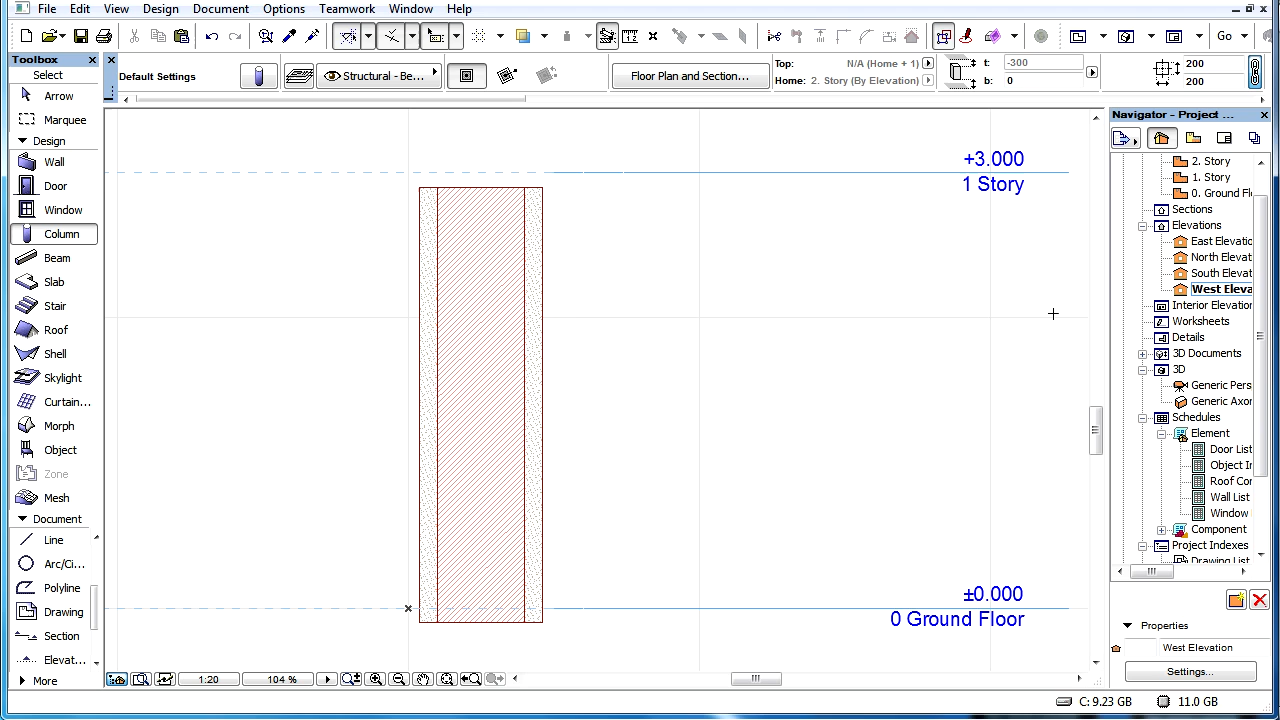 File Edit View Design Document Options Teamwork Window Help
Go
Toolbox
Select
Arrow
Marquee
Design
Wall
Door
Window
Column
Beam
Slab
Stair
Roof
Shell
Skylight
Curtain...
Morph
Object
Zone
Mesh
Document
Line
Arc/Ci...
Polyline
Drawing
Section
Elevat...
More
Default Settings
Structural - Be...
Floor Plan and Section...
Top: N/A (Home + 1)
Home: 2. Story (By Elevation)
t: -300
b: 0
200
200
+3.000
1 Story
±0.000
0 Ground Floor
1:20
104 %
Navigator - Project ...
2. Story
1. Story
0. Ground Fl
Sections
Elevations
East Elevatio
North Elevat
South Elevat
West Eleva
Interior Elevation
Worksheets
Details
3D Documents
3D
Generic Pers
Generic Axor
Schedules
Element
Door List
Object In
Roof Cor
Wall List
Window
Component
Project Indexes
Drawing List
Properties
West Elevation
Settings...
C: 9.23 GB
11.0 GB